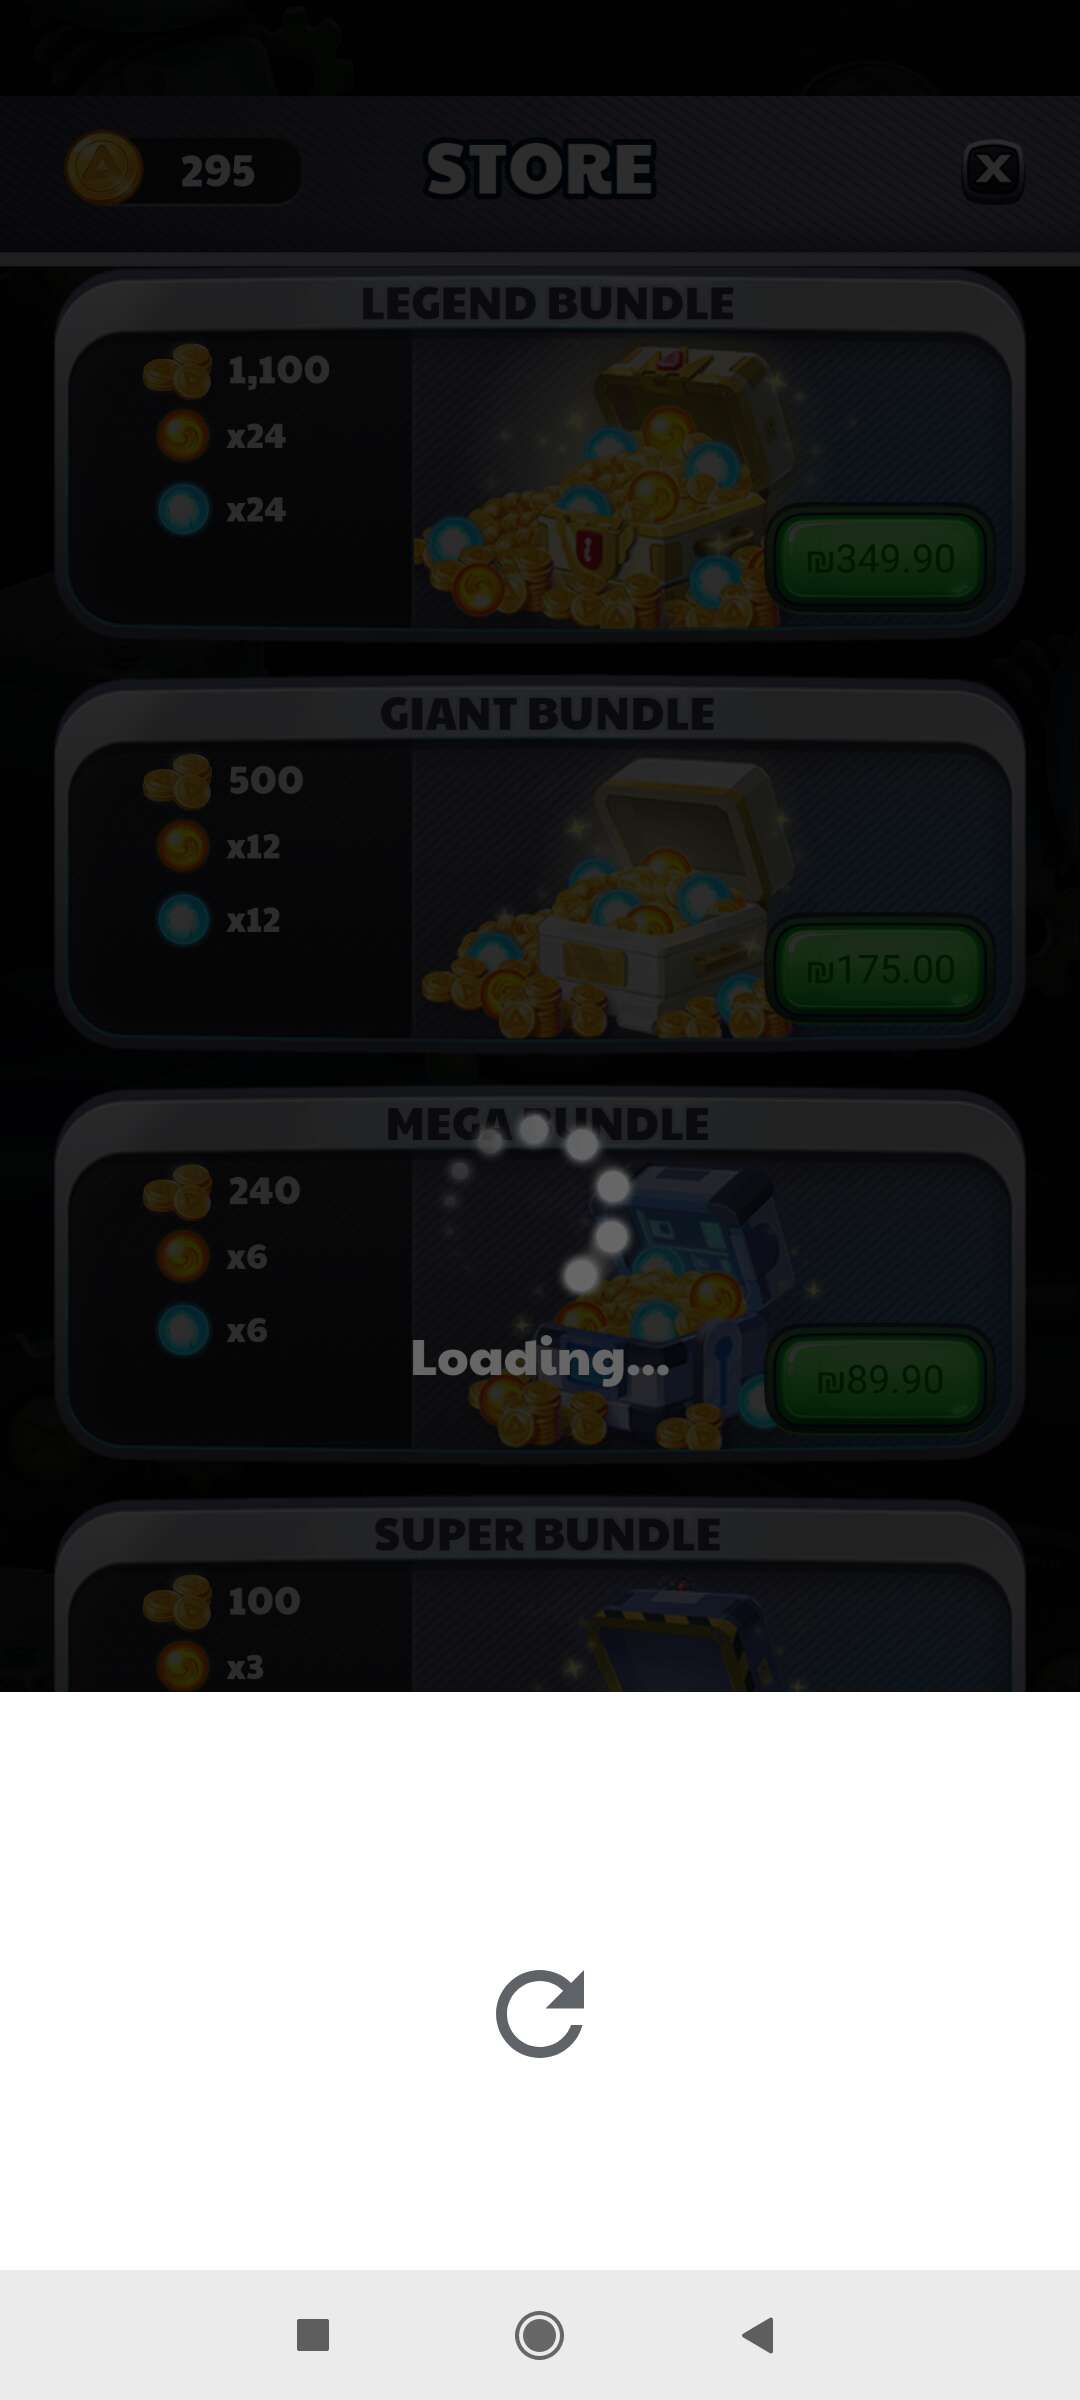 295
STORE
X
LEGEND BUNDLE
1,100
x24
x24
₪349.90
GIANT BUNDLE
500
x12
x12
₪175.00
MEGA BUNDLE
240
x6
x6
Loading...
₪89.90
SUPER BUNDLE
100
x3